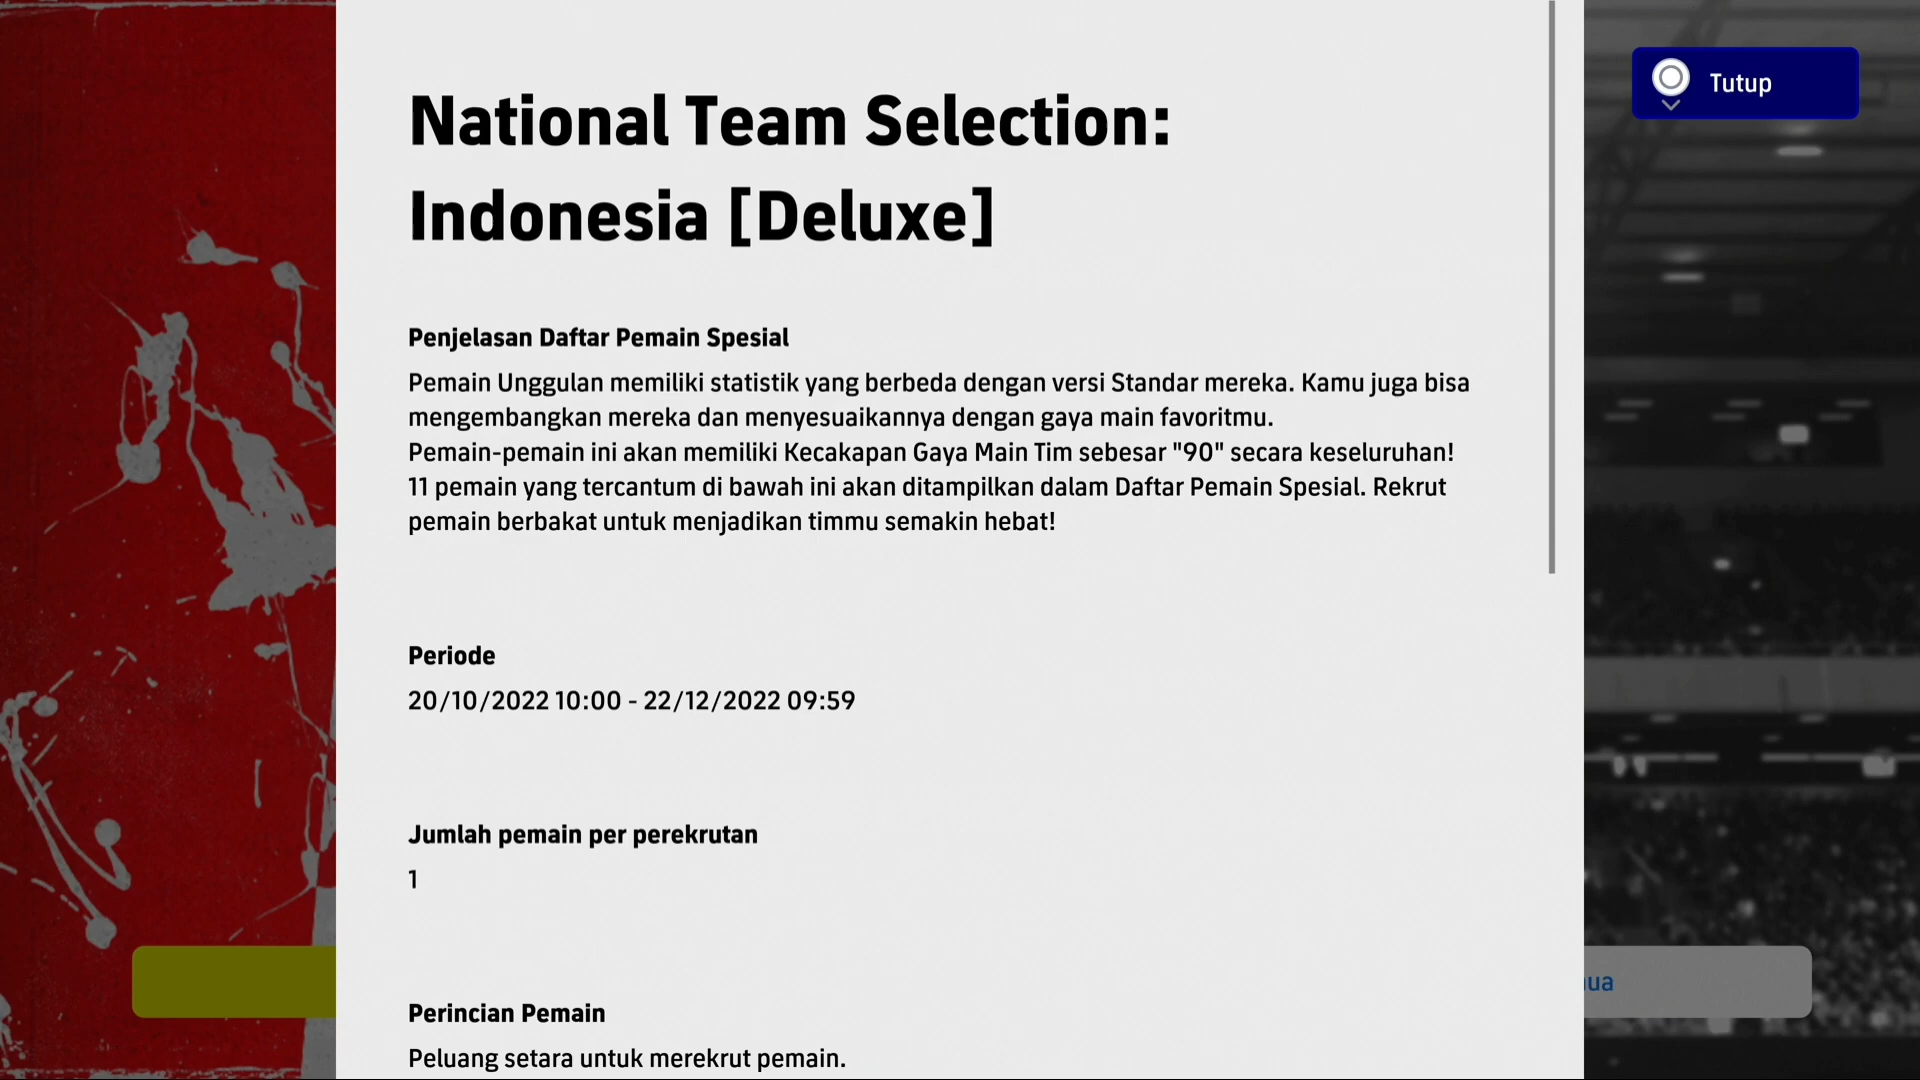 National Team Selection:
Indonesia [Deluxe]
Tutup
Penjelasan Daftar Pemain Spesial
Pemain Unggulan memiliki statistik yang berbeda dengan versi Standar mereka. Kamu juga bisa
mengembangkan mereka dan menyesuaikannya dengan gaya main favoritmu.
Pemain-pemain ini akan memiliki Kecakapan Gaya Main Tim sebesar "90" secara keseluruhan!
11 pemain yang tercantum di bawah ini akan ditampilkan dalam Daftar Pemain Spesial. Rekrut
pemain berbakat untuk menjadikan timmu semakin hebat!
Periode
20/10/2022 10:00 - 22/12/2022 09:59
Jumlah pemain per perekrutan
1
Perincian Pemain
Peluang setara untuk merekrut pemain.